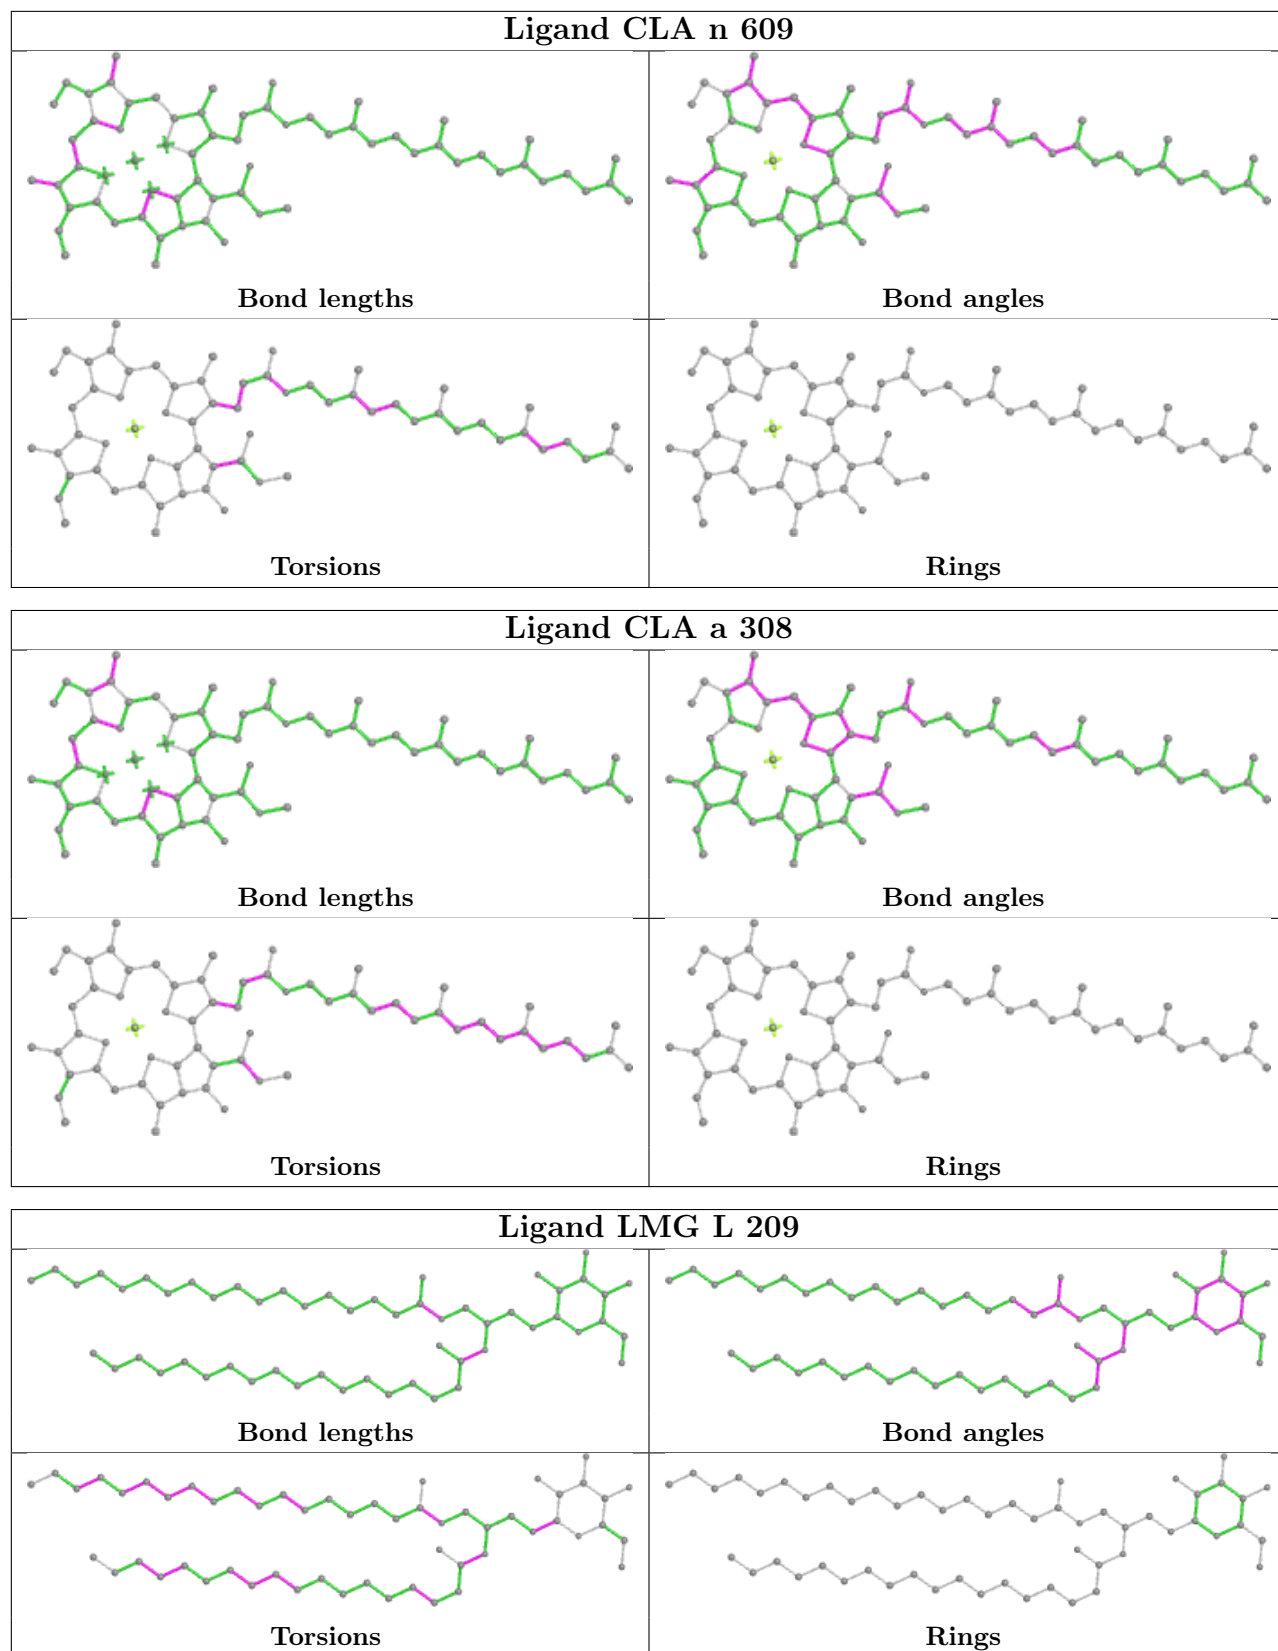 Ligand CLA n 609
Bond lengths
Bond angles
Torsions
Rings
Ligand CLA a 308
Bond lengths
Bond angles
Torsions
Rings
Ligand LMG L 209
Bond lengths
Bond angles
Torsions
Rings